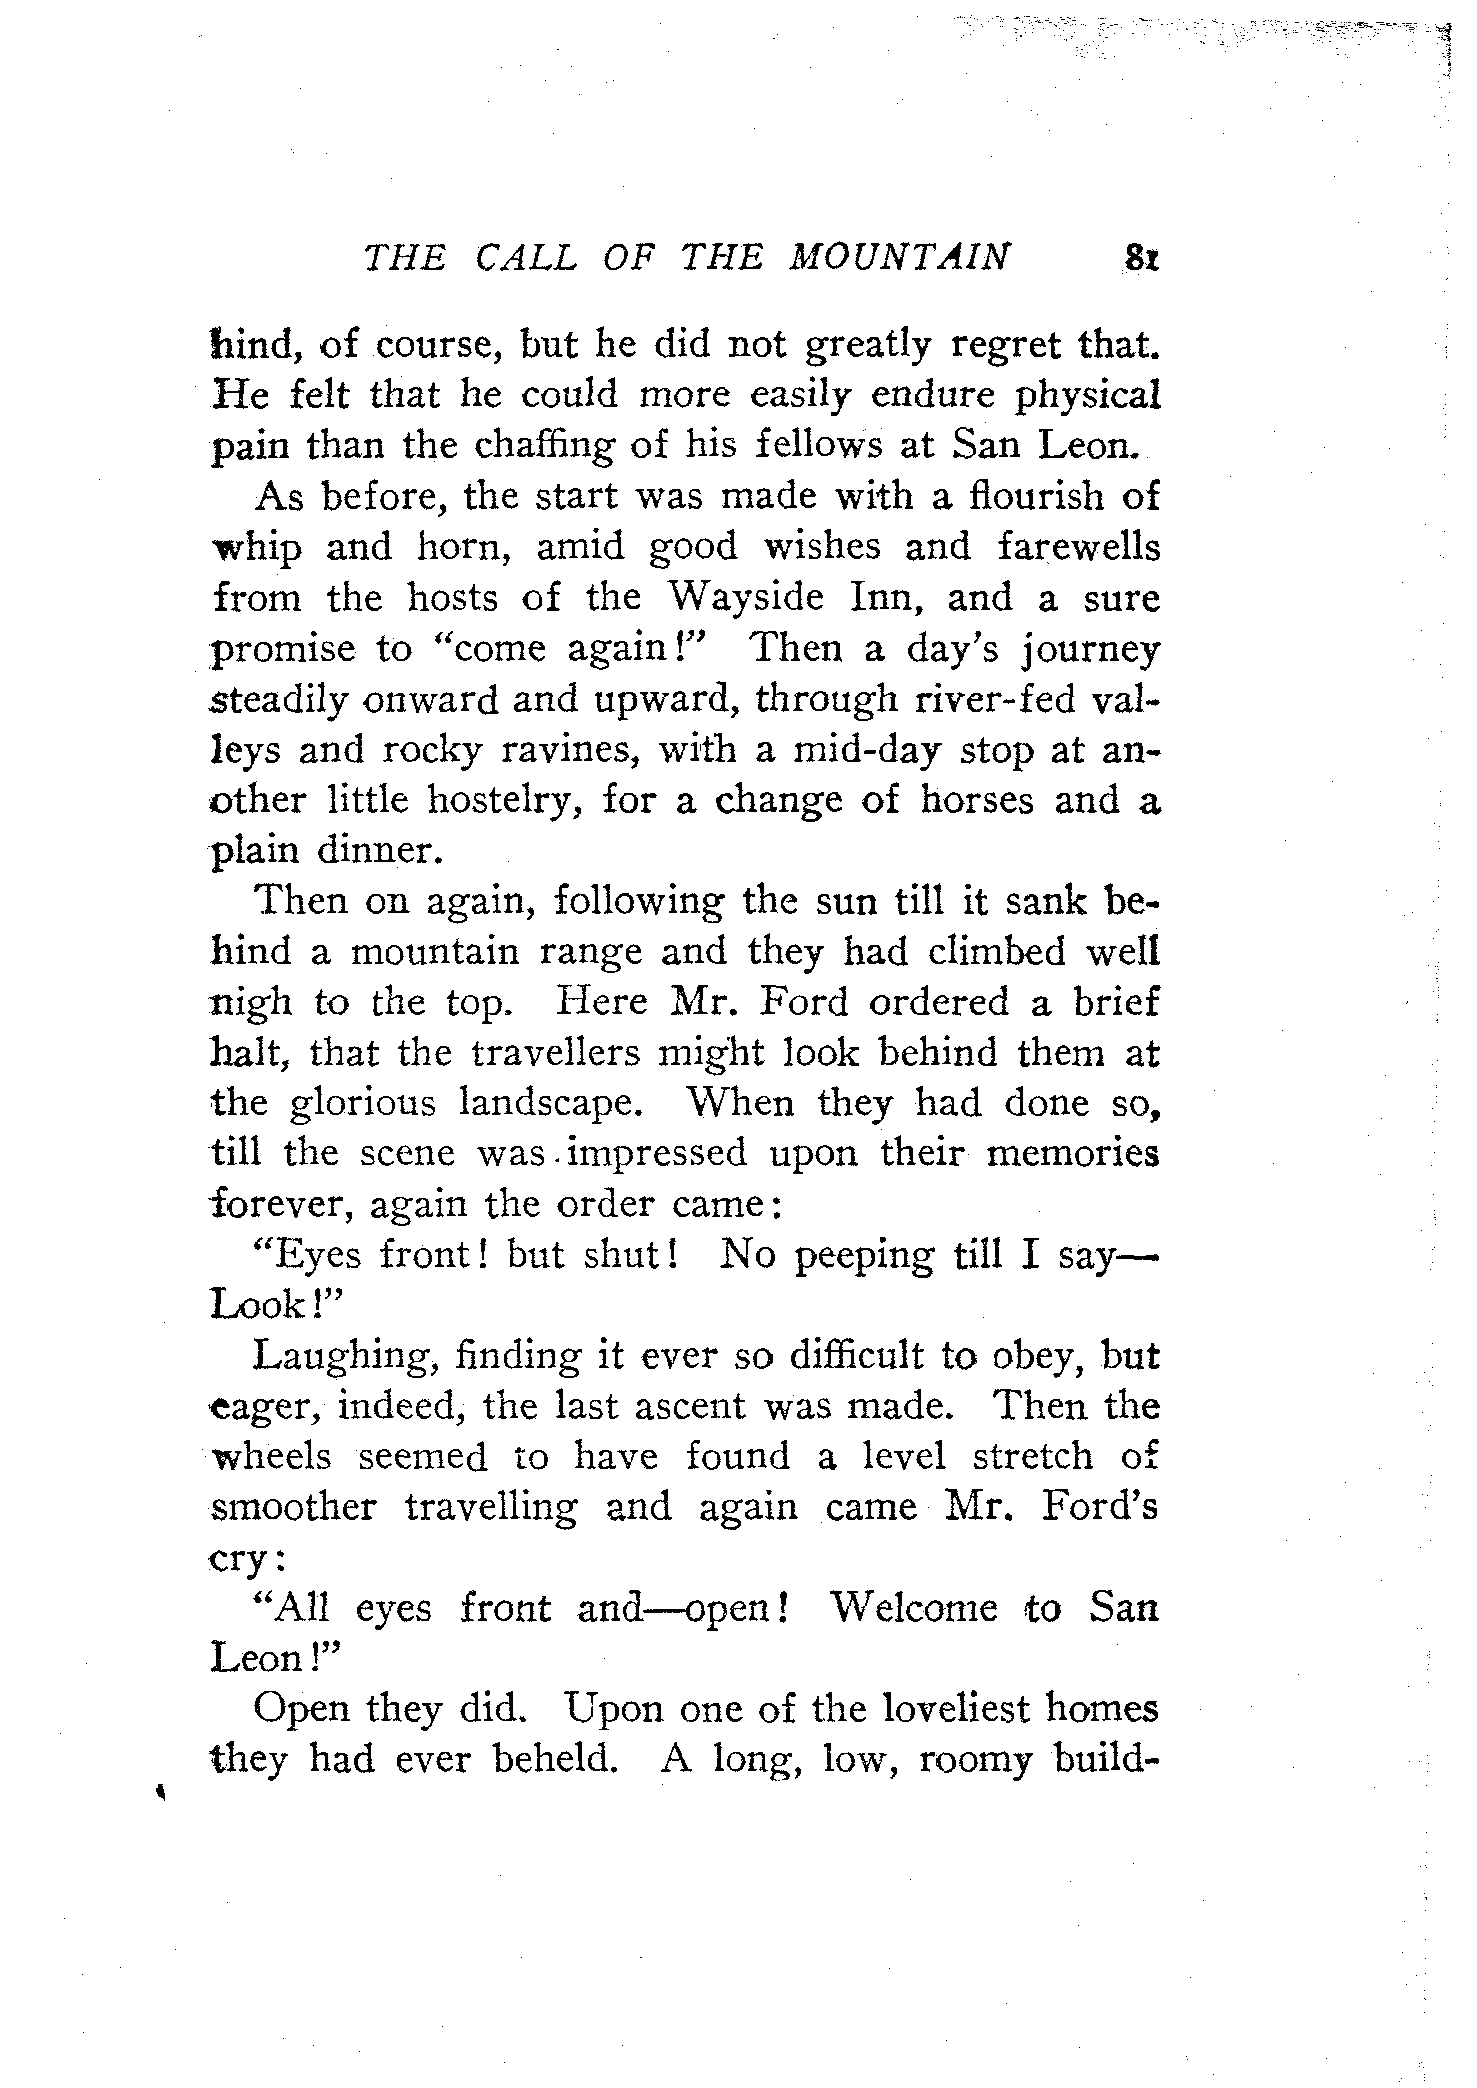 THE CALL OF THE MOUNTAIN 81
hind, of course, but he did not greatly regret that.
He felt that he could more easily endure physical
pain than the chaffing of his fellows at San Leon.
As before, the start was made with a flourish of
whip and horn, amid good wishes and farewells
from the hosts of the Wayside Inn, and a sure
promise to "come again!" Then a day's journey
steadily onward and upward, through river-fed val-
leys and rocky ravines, with a mid-day stop at an-
other little hostelry, for a change of horses and a
plain dinner.
Then on again, following the sun till it sank be-
hind a mountain range and they had climbed well
nigh to the top. Here Mr. Ford ordered a brief
halt, that the travellers might look behind them at
the glorious landscape. When they had done so,
till the scene was impressed upon their memories
forever, again the order came:
"Eyes front! but shut! No peeping till I say—
Look!"
Laughing, finding it ever so difficult to obey, but
eager, indeed, the last ascent was made. Then the
wheels seemed to have found a level stretch of
smoother travelling and again came Mr. Ford's
cry:
"All eyes front and—open! Welcome to San
Leon!"
Open they did. Upon one of the loveliest homes
they had ever beheld. A long, low, roomy build-